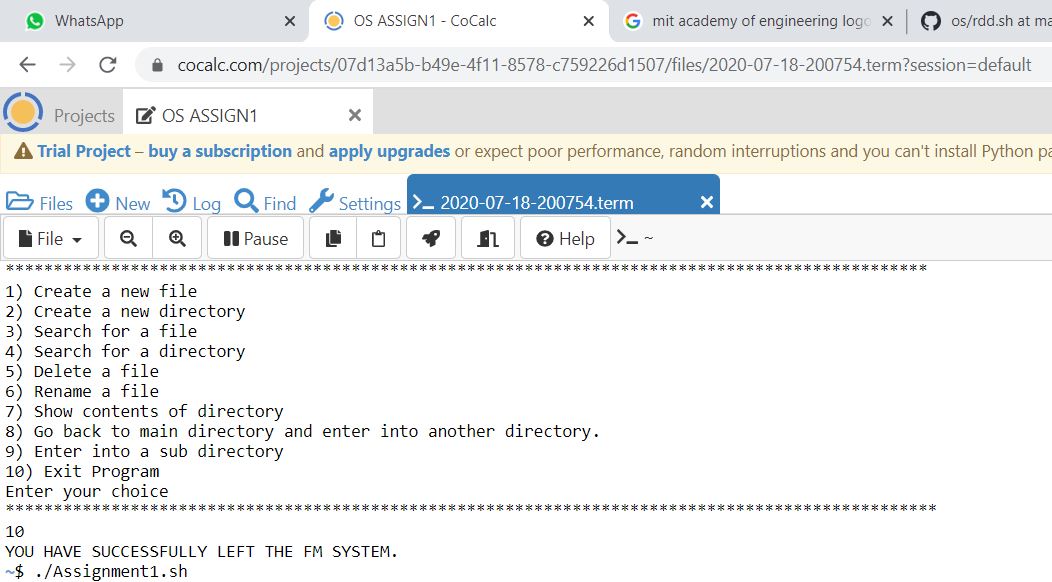 WhatsApp
OS ASSIGN1 - CoCalc
mit academy of engineering logo
os/rdd.sh at ma
cocalc.com/projects/07d13a5b-b49e-4f11-8578-c759226d1507/files/2020-07-18-200754.term?session=default
Projects
OS ASSIGN1
Trial Project – buy a subscription and apply upgrades or expect poor performance, random interruptions and you can't install Python pa
Files New Log Find Settings >_ 2020-07-18-200754.term
File Pause Help >_ ~
************************************************************************************************
1) Create a new file
2) Create a new directory
3) Search for a file
4) Search for a directory
5) Delete a file
6) Rename a file
7) Show contents of directory
8) Go back to main directory and enter into another directory.
9) Enter into a sub directory
10) Exit Program
Enter your choice
*************************************************************************************************
10
YOU HAVE SUCCESSFULLY LEFT THE FM SYSTEM.
~$ ./Assignment1.sh